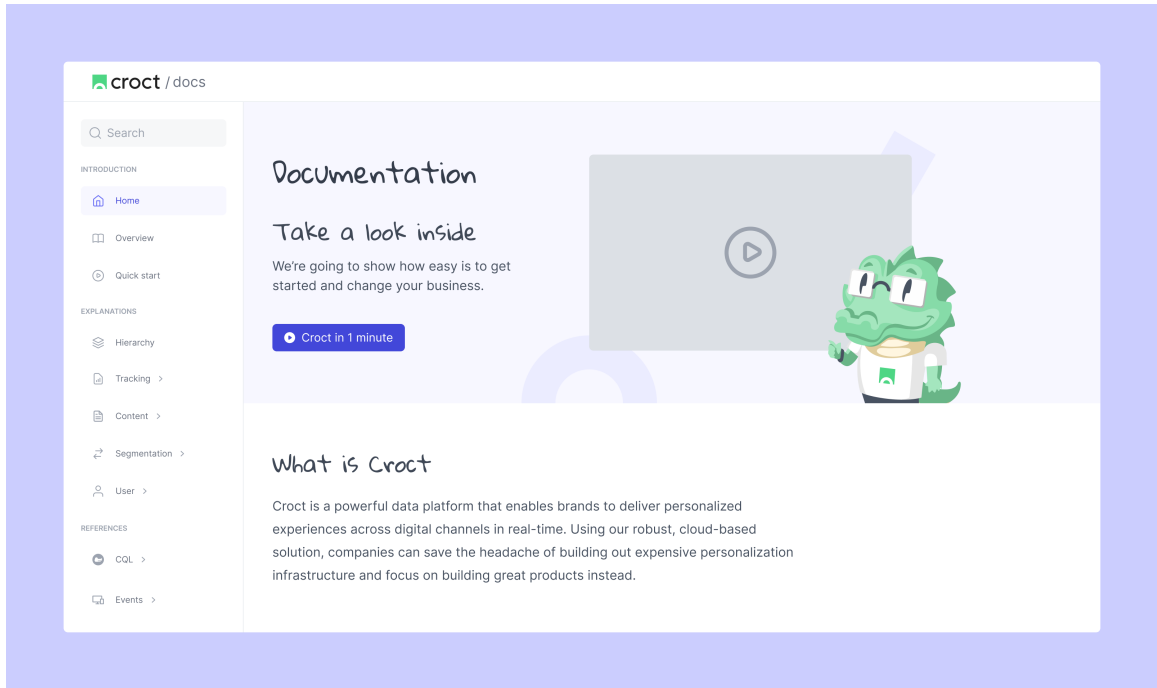 croct / docs
Search
INTRODUCTION
Home
Overview
Quick start
EXPLANATIONS
Hierarchy
Tracking
Content
Segmentation
User
REFERENCES
CQL
Events
Documentation
Take a look inside
We're going to show how easy is to get
started and change your business.
Croct in 1 minute
What is Croct
Croct is a powerful data platform that enables brands to deliver personalized
experiences across digital channels in real-time. Using our robust, cloud-based
solution, companies can save the headache of building out expensive personalization
infrastructure and focus on building great products instead.